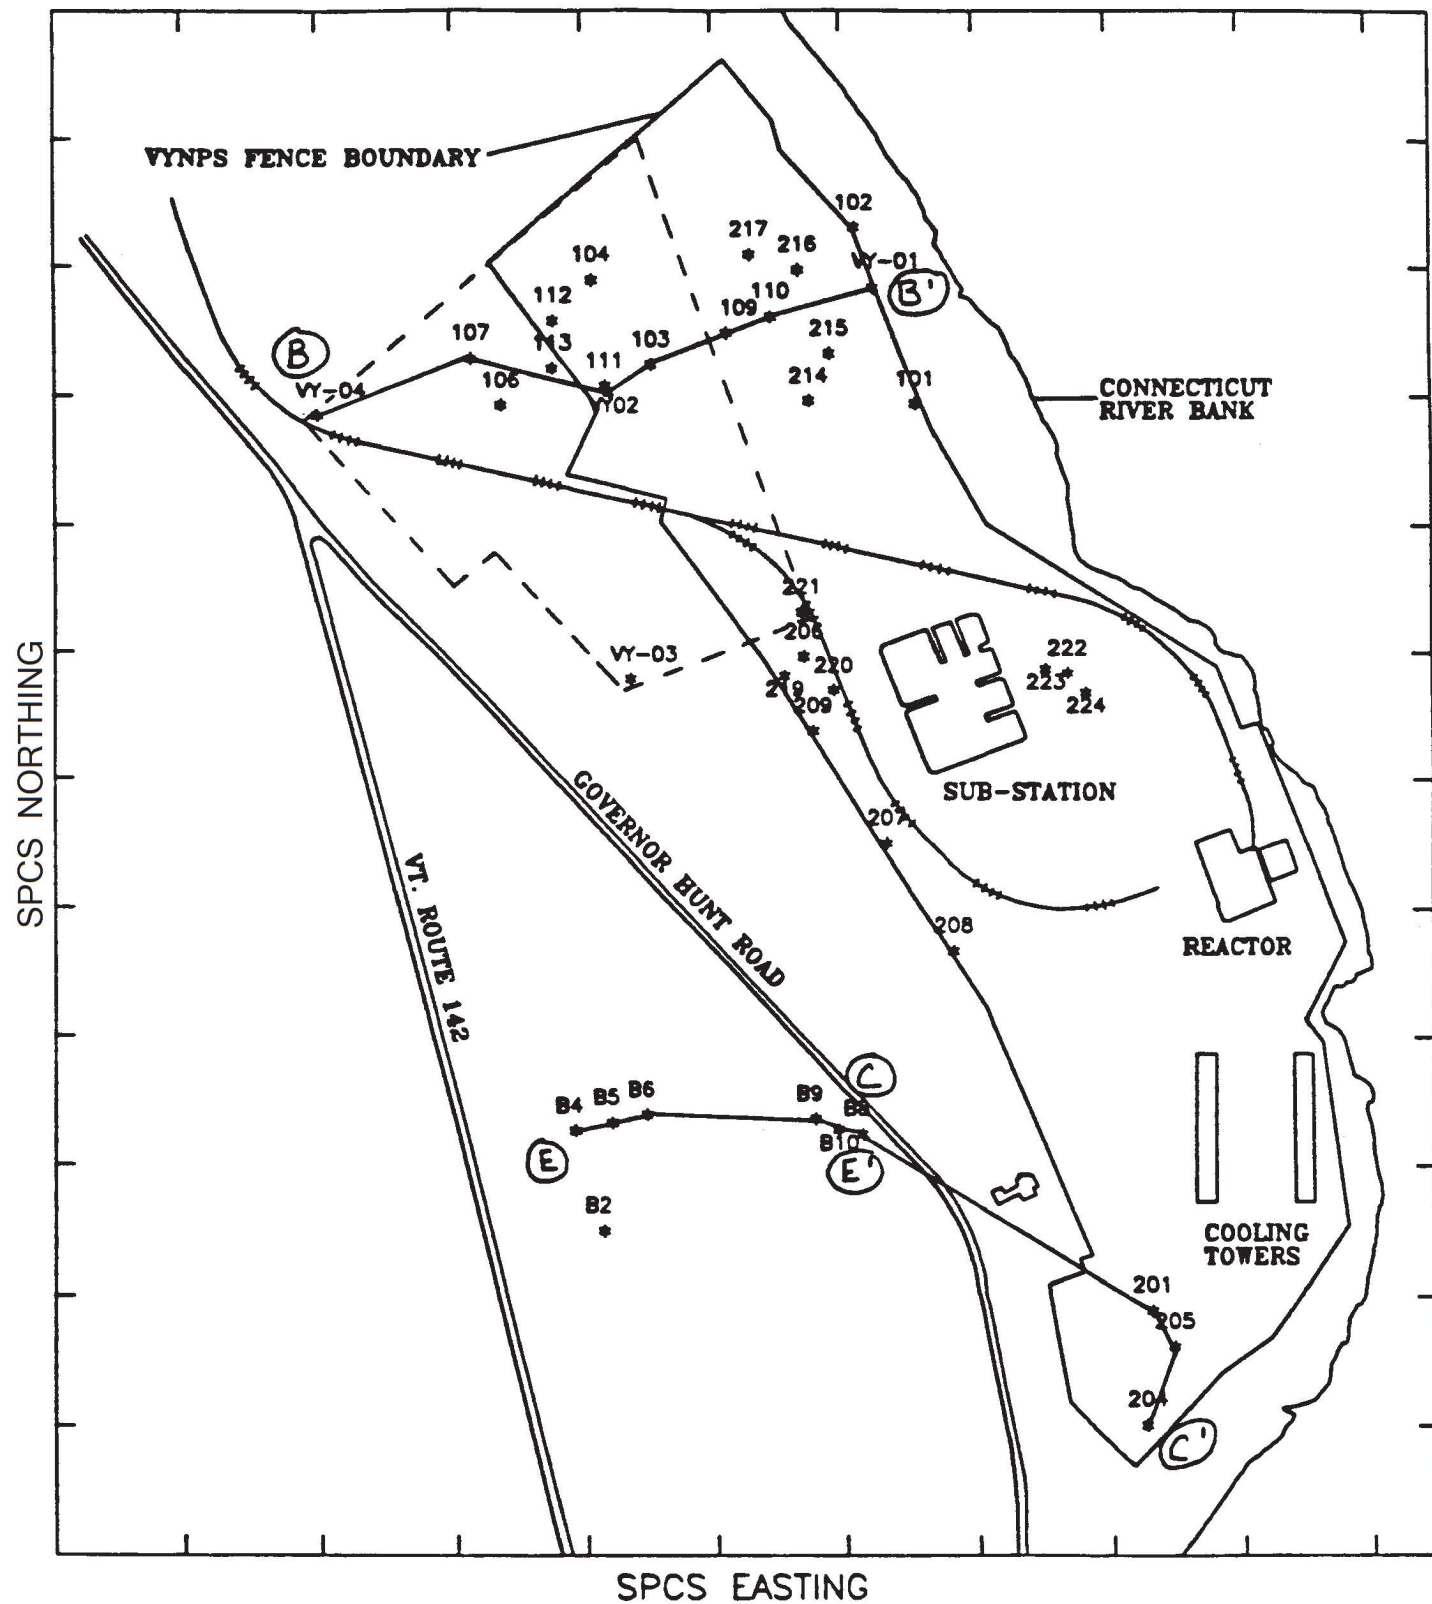 VYNPS FENCE BOUNDARY
102
217
216
VY-01
104
B'
110
112
109
215
107
103
113
B
111
106
214
101
VY-04
VY02
CONNECTICUT
RIVER BANK
221
206
VY-03
220
222
219
223
209
224
SPCS NORTHING
SUB-STATION
GOVERNOR HUNT ROAD
207
VT. ROUTE 142
208
REACTOR
C
B4
B5
B6
B9
B8
B10
E
E'
B2
COOLING
TOWERS
201
205
204
C'
SPCS EASTING